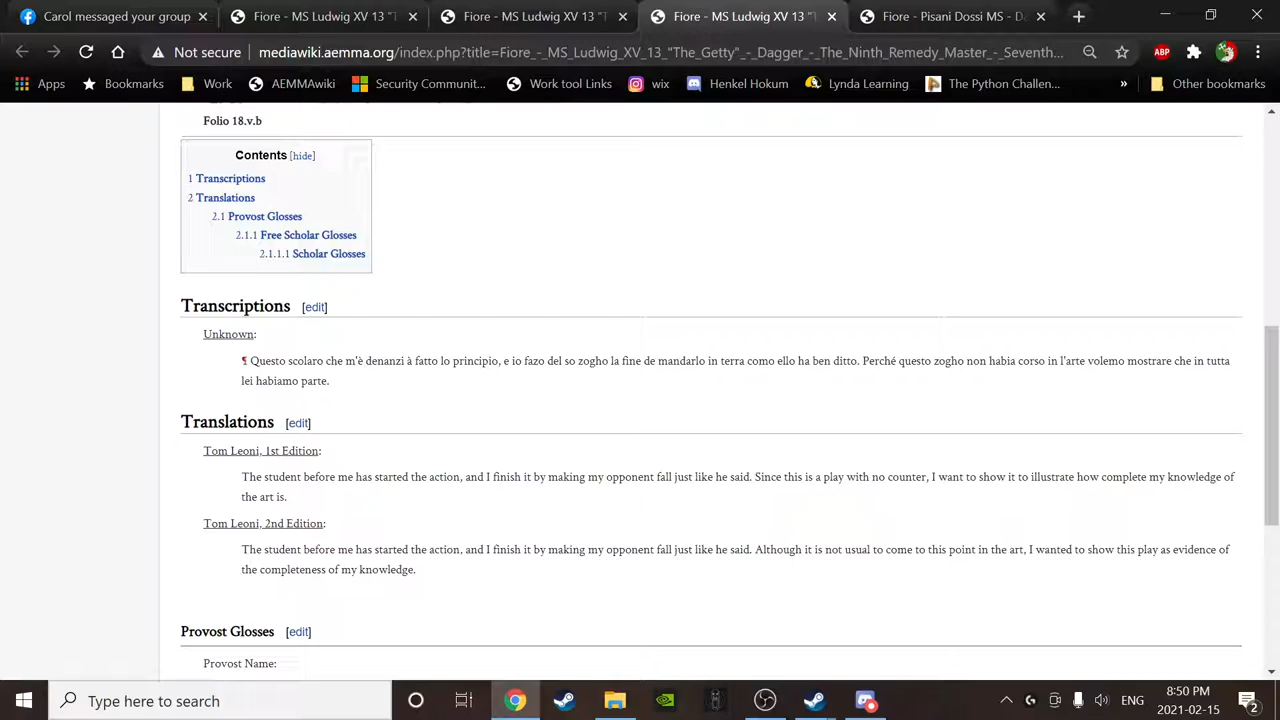 Carol messaged your group
Fiore - MS Ludwig XV 13 "T
Fiore - MS Ludwig XV 13 "T
Fiore - MS Ludwig XV 13 "T
Fiore - Pisani Dossi MS - Da
Not secure
mediawiki.aemma.org/index.php?title=Fiore_-_MS_Ludwig_XV_13_"The_Getty"_-_Dagger_-_The_Ninth_Remedy_Master_-_Seventh...
ABP
Apps
Bookmarks
Work
AEMMAwiki
Security Communit...
Work tool Links
wix
Henkel Hokum
Lynda Learning
The Python Challen...
»
Other bookmarks
Folio 18.v.b
Contents [hide]
1 Transcriptions
2 Translations
2.1 Provost Glosses
2.1.1 Free Scholar Glosses
2.1.1.1 Scholar Glosses
Transcriptions [edit]
Unknown:
¶ Questo scolaro che m'è denanzi à fatto lo principio, e io fazo del so zogho la fine de mandarlo in terra como ello ha ben ditto. Perché questo zogho non habia corso in l'arte volemo mostrare che in tutta
lei habiamo parte.
Translations [edit]
Tom Leoni, 1st Edition:
The student before me has started the action, and I finish it by making my opponent fall just like he said. Since this is a play with no counter, I want to show it to illustrate how complete my knowledge of
the art is.
Tom Leoni, 2nd Edition:
The student before me has started the action, and I finish it by making my opponent fall just like he said. Although it is not usual to come to this point in the art, I wanted to show this play as evidence of
the completeness of my knowledge.
Provost Glosses [edit]
Provost Name:
Type here to search
ENG
8:50 PM
2021-02-15
2